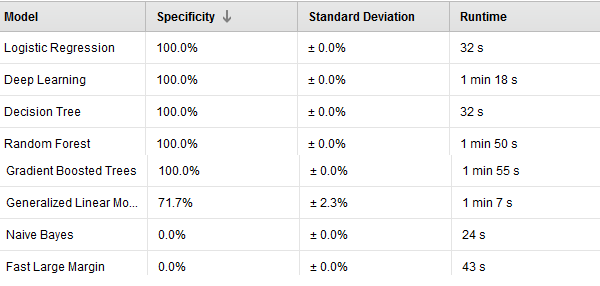 Model Specificity ↓ Standard Deviation Runtime
Logistic Regression 100.0% ± 0.0% 32 s
Deep Learning 100.0% ± 0.0% 1 min 18 s
Decision Tree 100.0% ± 0.0% 32 s
Random Forest 100.0% ± 0.0% 1 min 50 s
Gradient Boosted Trees 100.0% ± 0.0% 1 min 55 s
Generalized Linear Mo... 71.7% ± 2.3% 1 min 7 s
Naive Bayes 0.0% ± 0.0% 24 s
Fast Large Margin 0.0% ± 0.0% 43 s